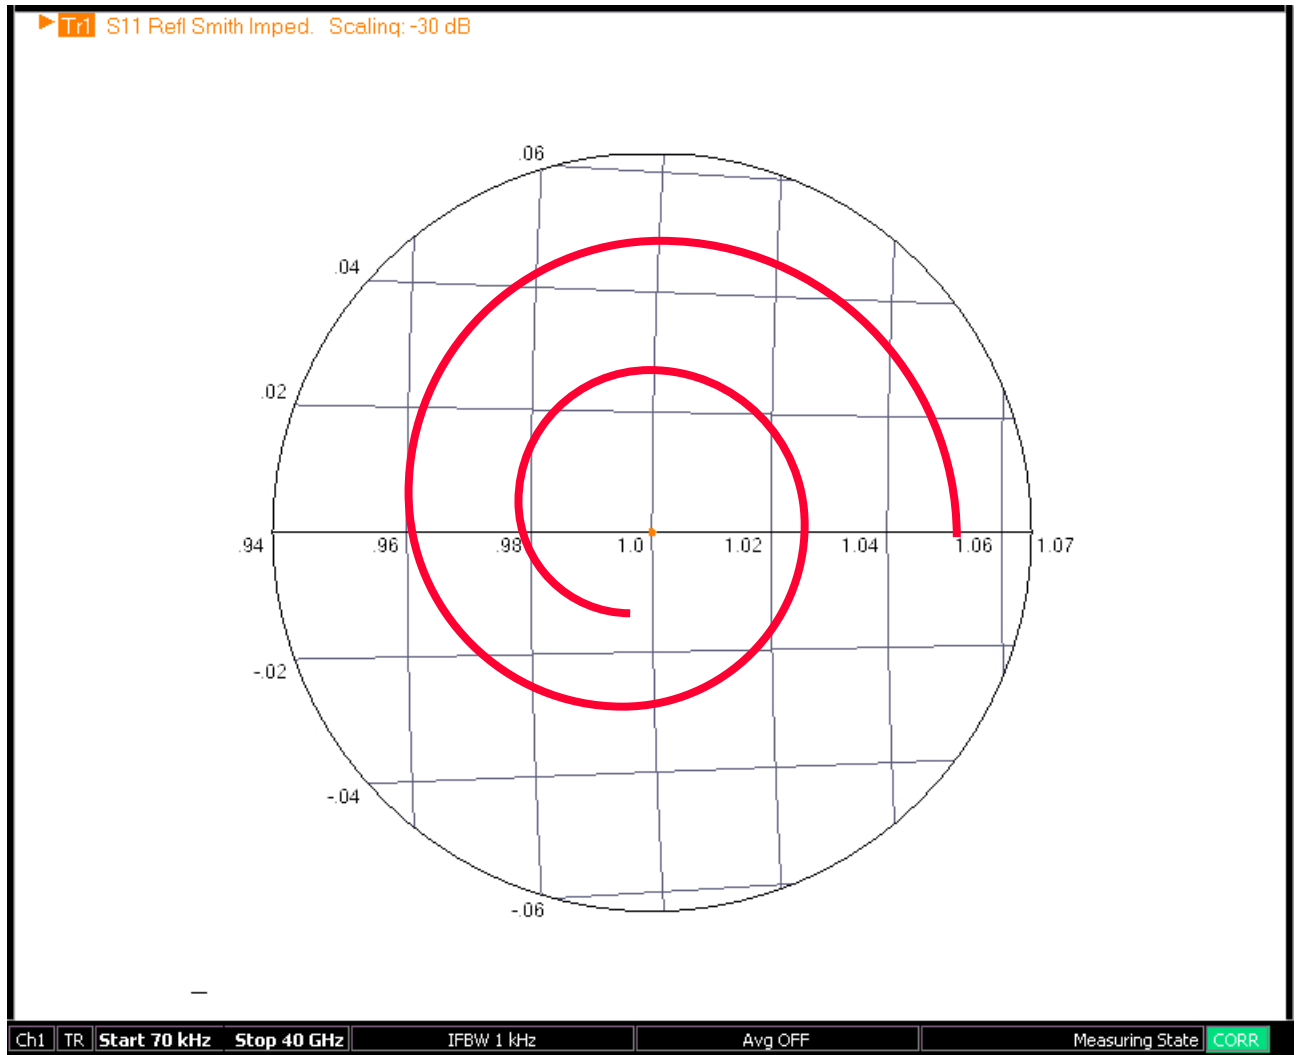 Tr1 S11 Refl Smith Imped. Scaling: -30 dB
.06
.04
.02
.94 .96 .98 1.0 1.02 1.04 1.06 1.07
-.02
-.04
-.06
Ch1 TR Start 70 kHz Stop 40 GHz IFBW 1 kHz Avg OFF Measuring State CORR